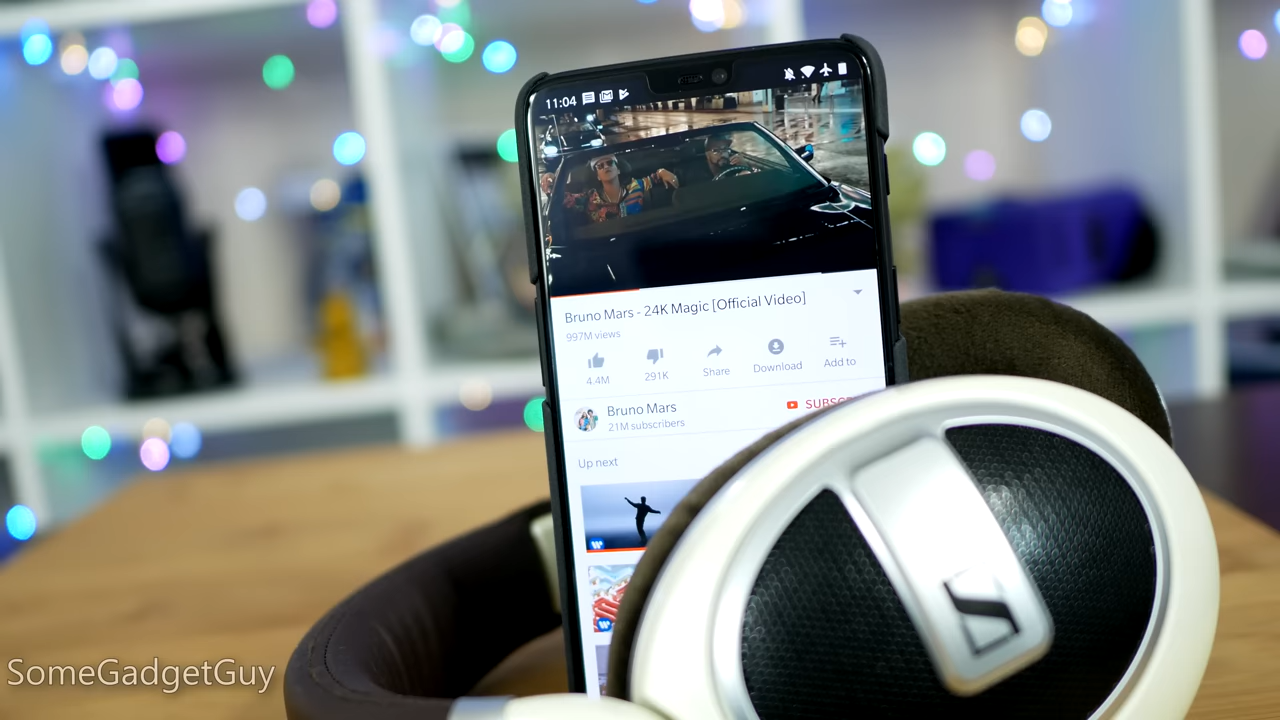 11:04
Bruno Mars - 24K Magic [Official Video]
997M views
4.4M
291K
Share
Download
Add to
Bruno Mars
SUBSC
21M subscribers
Up next
SomeGadgetGuy